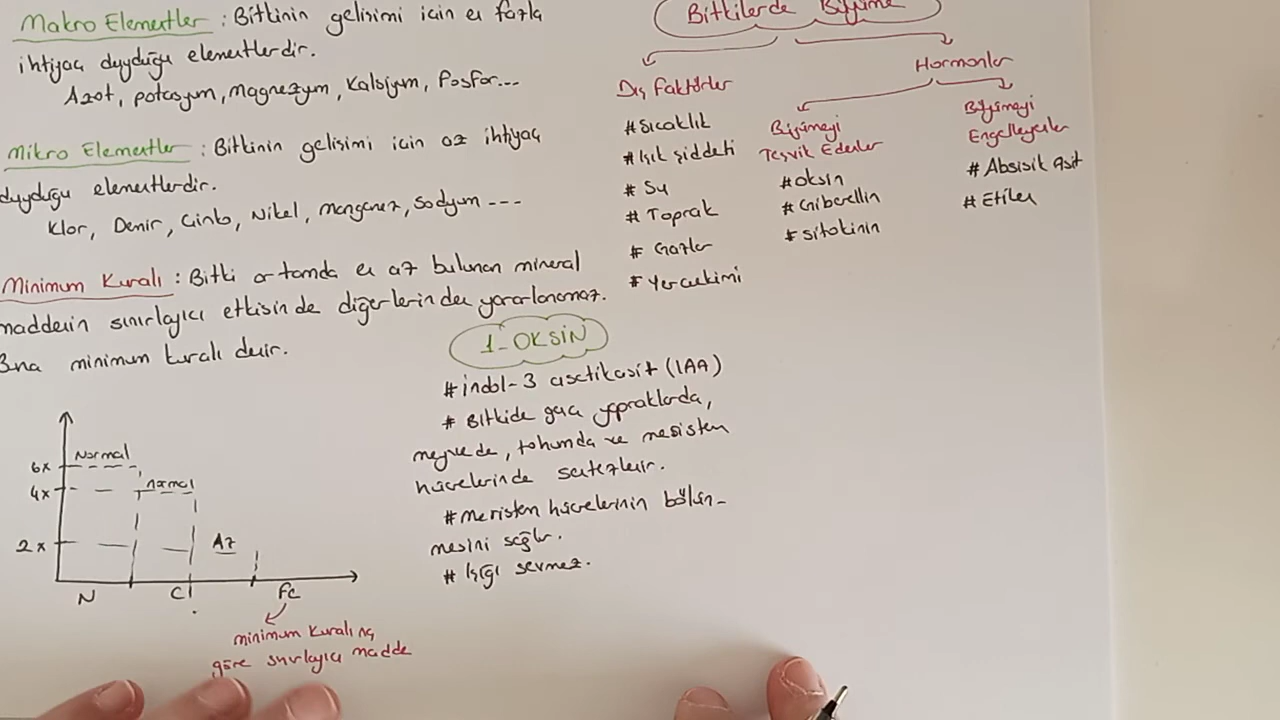 Makro Elementler : Bitkinin gelişimi için en fazla
ihtiyaç duyduğu elementlerdir.
Azot, potasyum, magnezyum, Kalsiyum, Fosfor...
Mikro Elementler : Bitkinin gelişimi için az ihtiyaç
duyduğu elementlerdir.
Klor, Demir, Çinko, Nikel, mangenez, Sodyum ---
Minimum Kuralı : Bitki ortamda en az bulunan mineral
maddenin sınırlayıcı etkisinde diğerlerinden yararlanamaz.
Buna minimum kuralı denir.
6x
Normal
4x
normal
2x
Az
N
Cl
Fe
minimum kuralına
göre sınırlayıcı madde
Bitkilerde Büyüme
Dış Faktörler
#Sıcaklık
#Işık şiddeti
# Su
# Toprak
# Gazlar
# Yerçekimi
Hormonlar
Büyümeyi
Teşvik Edenler
#oksin
#Giberellin
# sitokinin
Büyümeyi
Engelleyenler
# Absisik Asit
# Etilen
1- OKSİN
#indol-3 asetikasit (IAA)
# Bitkide genç yapraklarda,
meyvede, tohumda ve meristem
hücrelerinde sentezlenir.
#Meristem hücrelerinin bölün-
mesini sağlar.
# Işığı sevmez.